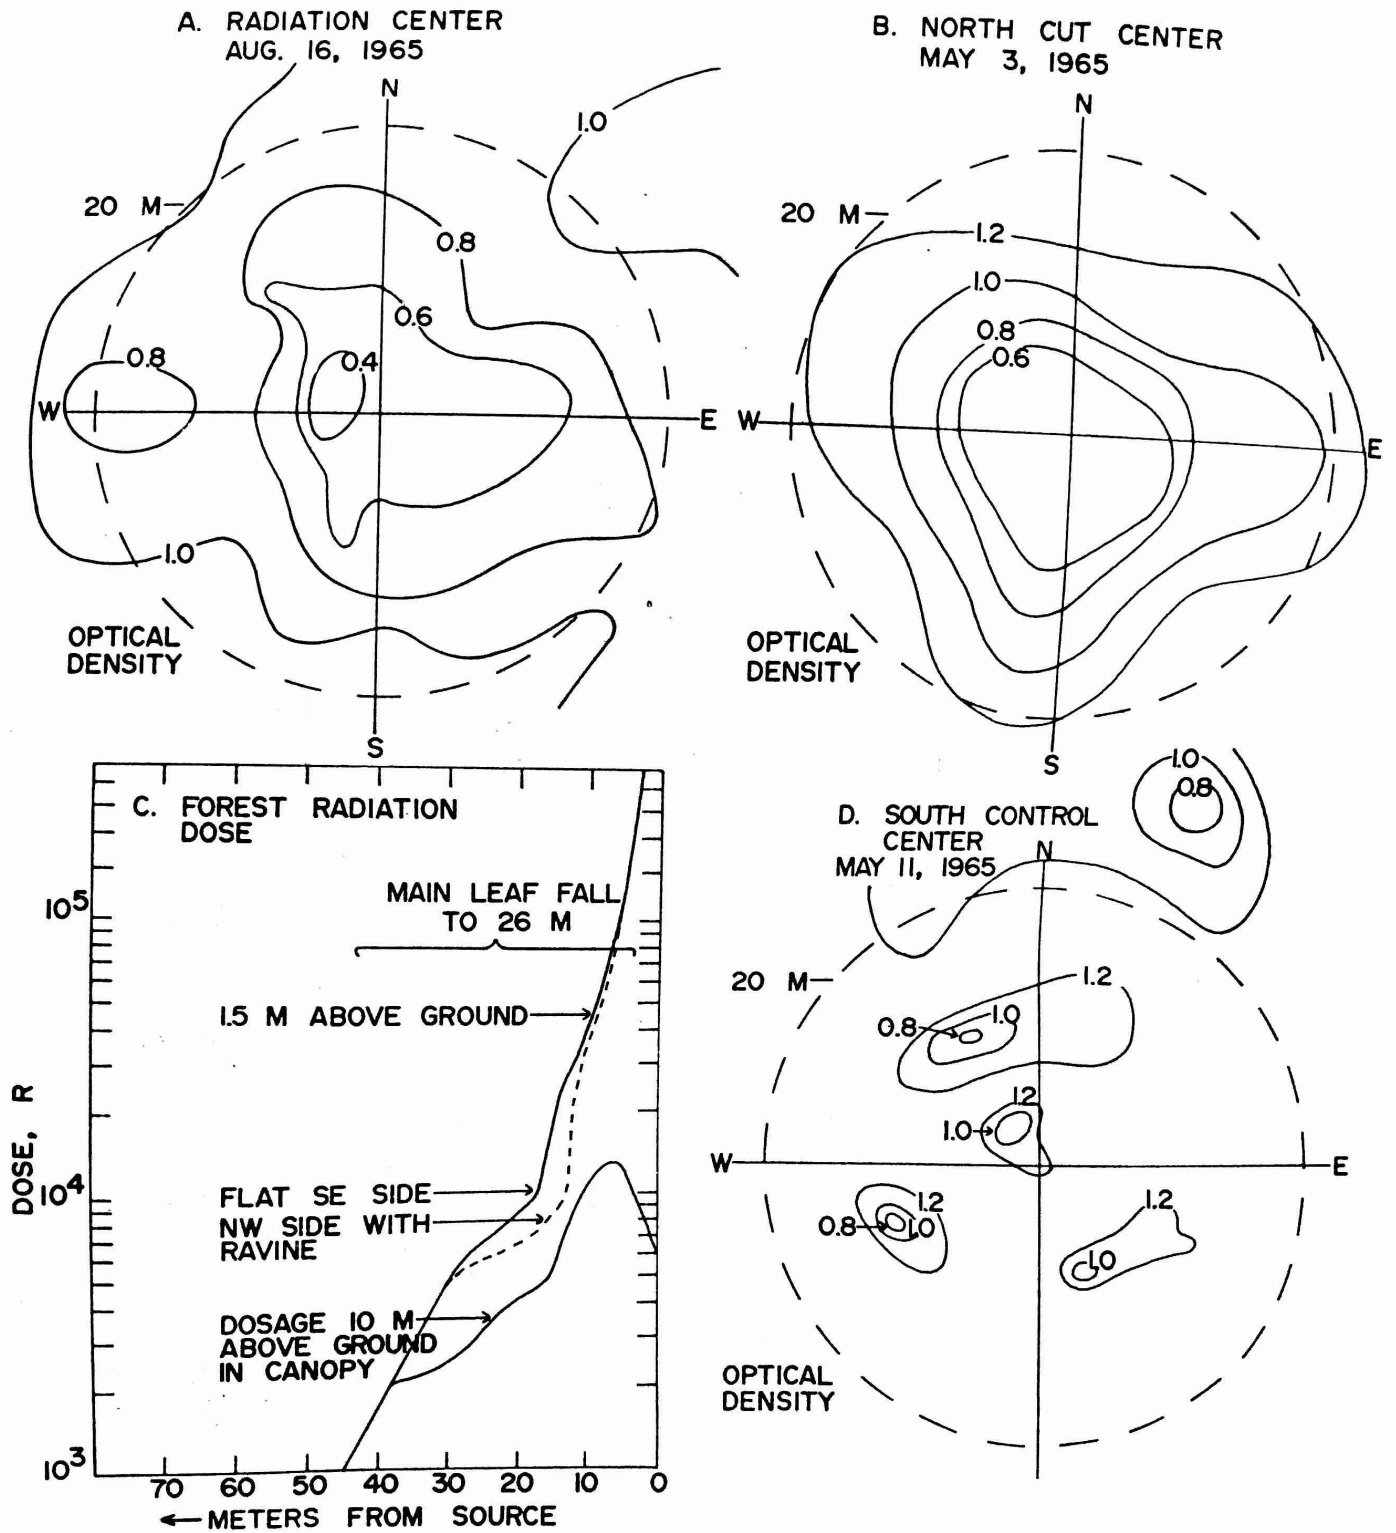 A. RADIATION CENTER
AUG. 16, 1965
N
1.0
20 M
0.8
0.6
0.8
0.4
W
E
1.0
OPTICAL
DENSITY
S
B. NORTH CUT CENTER
MAY 3, 1965
N
20 M
1.2
1.0
0.8
0.6
W
E
OPTICAL
DENSITY
S
C. FOREST RADIATION
DOSE
MAIN LEAF FALL
TO 26 M
10⁵
1.5 M ABOVE GROUND
DOSE, R
10⁴
FLAT SE SIDE
NW SIDE WITH
RAVINE
DOSAGE 10 M
ABOVE GROUND
IN CANOPY
10³
70 60 50 40 30 20 10 0
←METERS FROM SOURCE
1.0
0.8
D. SOUTH CONTROL
CENTER
MAY 11, 1965
N
20 M
1.2
1.0
0.8
1.2
1.0
W
E
1.2
0.8
1.0
1.2
1.0
OPTICAL
DENSITY